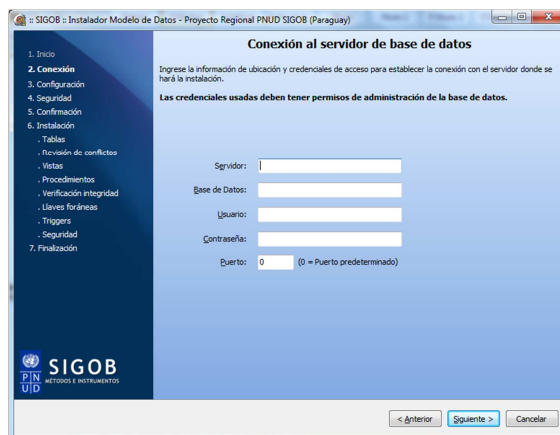 :: SIGOB :: Instalador Modelo de Datos - Proyecto Regional PNUD SIGOB (Paraguay)
1. Inicio
2. Conexión
3. Configuración
4. Seguridad
5. Confirmación
6. Instalación
. Tablas
. Revisión de conflictos
. Vistas
. Procedimientos
. Verificación integridad
. Llaves foráneas
. Triggers
. Seguridad
7. Finalización
P N
U D
SIGOB
MÉTODOS E INSTRUMENTOS
Conexión al servidor de base de datos
Ingrese la información de ubicación y credenciales de acceso para establecer la conexión con el servidor donde se
hará la instalación.
Las credenciales usadas deben tener permisos de administración de la base de datos.
Servidor:
Base de Datos:
Usuario:
Contraseña:
Puerto: 0 (0 = Puerto predeterminado)
< Anterior Siguiente > Cancelar